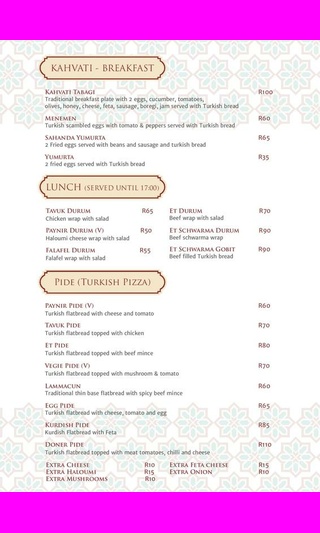 KAHVATI - BREAKFAST
KAHVATI TABAGI R100
Traditional breakfast plate with 2 eggs, cucumber, tomatoes,
olives, honey, cheese, feta, sausage, boregi, jam served with Turkish bread
MENEMEN R60
Turkish scambled eggs with tomato & peppers served with Turkish bread
SAHANDA YUMURTA R65
2 Fried eggs served with beans and sausage and turkish bread
YUMURTA R35
2 fried eggs served with Turkish bread
LUNCH (SERVED UNTIL 17:00)
TAVUK DURUM R65 ET DURUM R70
Chicken wrap with salad Beef wrap with salad
PAYNIR DURUM (V) R50 ET SCHWARMA DURUM R90
Haloumi cheese wrap with salad Beef schwarma wrap
FALAFEL DURUM R55 ET SCHWARMA GOBIT R90
Falafel wrap with salad Beef filled Turkish bread
PIDE (TURKISH PIZZA)
PAYNIR PIDE (V) R60
Turkish flatbread with cheese and tomato
TAVUK PIDE R70
Turkish flatbread topped with chicken
ET PIDE R80
Turkish flatbread topped with beef mince
VEGIE PIDE (V) R70
Turkish flatbread topped with mushroom & tomato
LAMMACUN R60
Traditional thin base flatbread with spicy beef mince
EGG PIDE R65
Turkish flatbread with cheese, tomato and egg
KURDISH PIDE R85
Kurdish Flatbread with Feta
DONER PIDE R110
Turkish flatbread topped with meat tomatoes, chilli and cheese
EXTRA CHEESE R10 EXTRA FETA CHEESE R15
EXTRA HALOUMI R15 EXTRA ONION R10
EXTRA MUSHROOMS R10